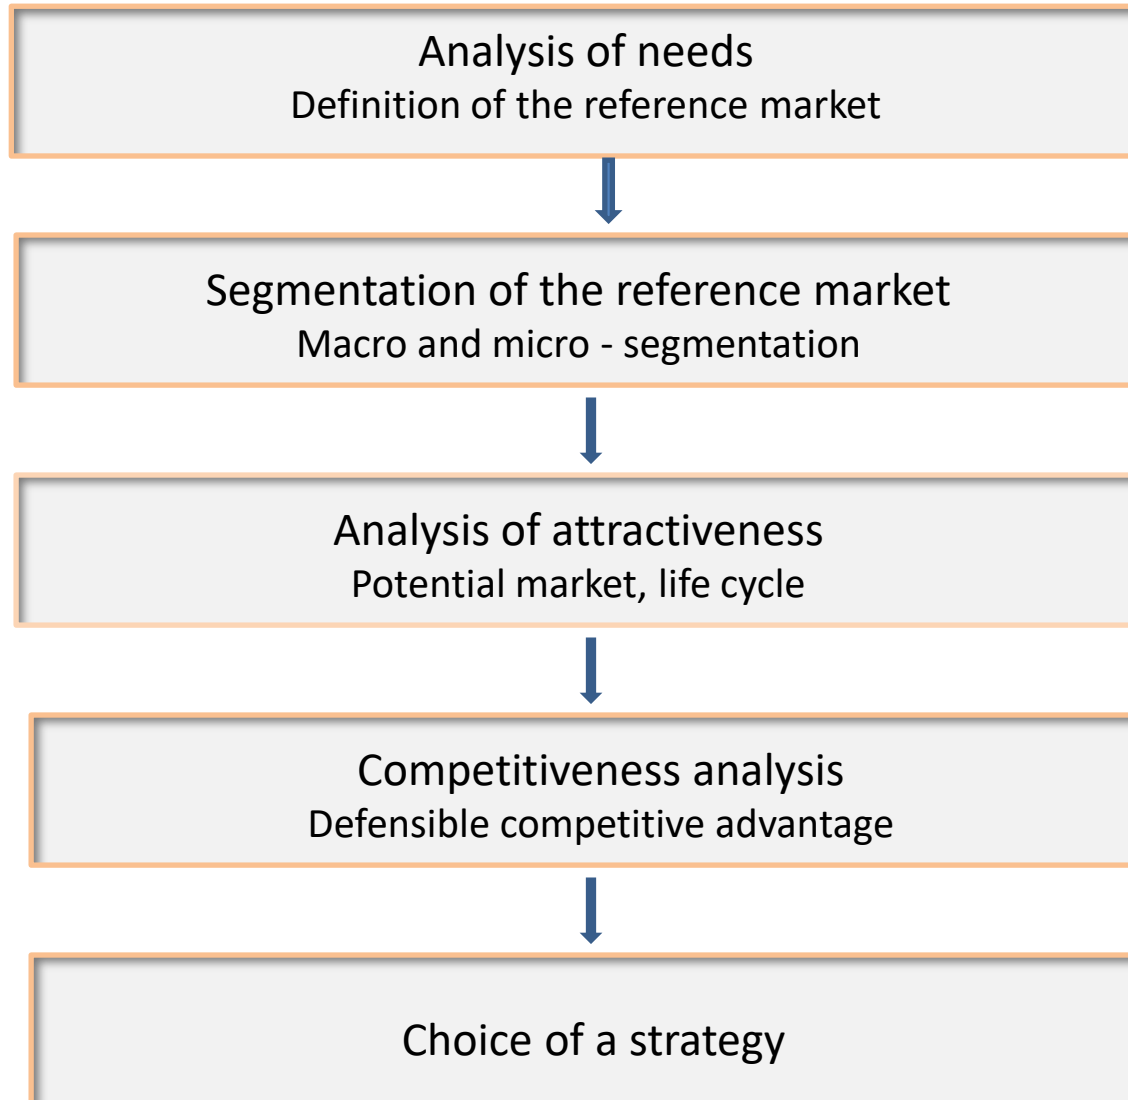 Analysis of needs
Definition of the reference market
Segmentation of the reference market
Macro and micro - segmentation
Analysis of attractiveness
Potential market, life cycle
Competitiveness analysis
Defensible competitive advantage
Choice of a strategy